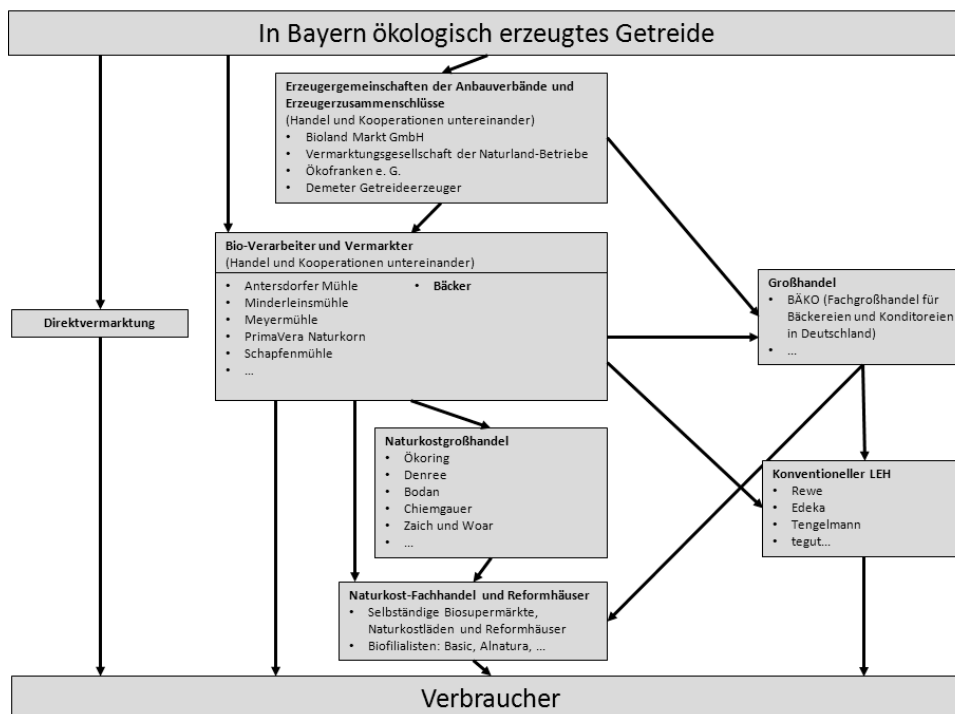 In Bayern ökologisch erzeugtes Getreide
Erzeugergemeinschaften der Anbauverbände und
Erzeugerzusammenschlüsse
(Handel und Kooperationen untereinander)
• Bioland Markt GmbH
• Vermarktungsgesellschaft der Naturland-Betriebe
• Ökofranken e. G.
• Demeter Getreideerzeuger
Bio-Verarbeiter und Vermarkter
(Handel und Kooperationen untereinander)
• Antersdorfer Mühle
• Minderleinsmühle
• Meyermühle
• PrimaVera Naturkorn
• Schapfenmühle
• ...
• Bäcker
Großhandel
• BÄKO (Fachgroßhandel für
Bäckereien und Konditoreien
in Deutschland)
• ...
Direktvermarktung
Naturkostgroßhandel
• Ökoring
• Denree
• Bodan
• Chiemgauer
• Zaich und Woar
• ...
Konventioneller LEH
• Rewe
• Edeka
• Tengelmann
• tegut...
Naturkost-Fachhandel und Reformhäuser
• Selbständige Biosupermärkte,
Naturkostläden und Reformhäuser
• Biofilialisten: Basic, Alnatura, ...
Verbraucher